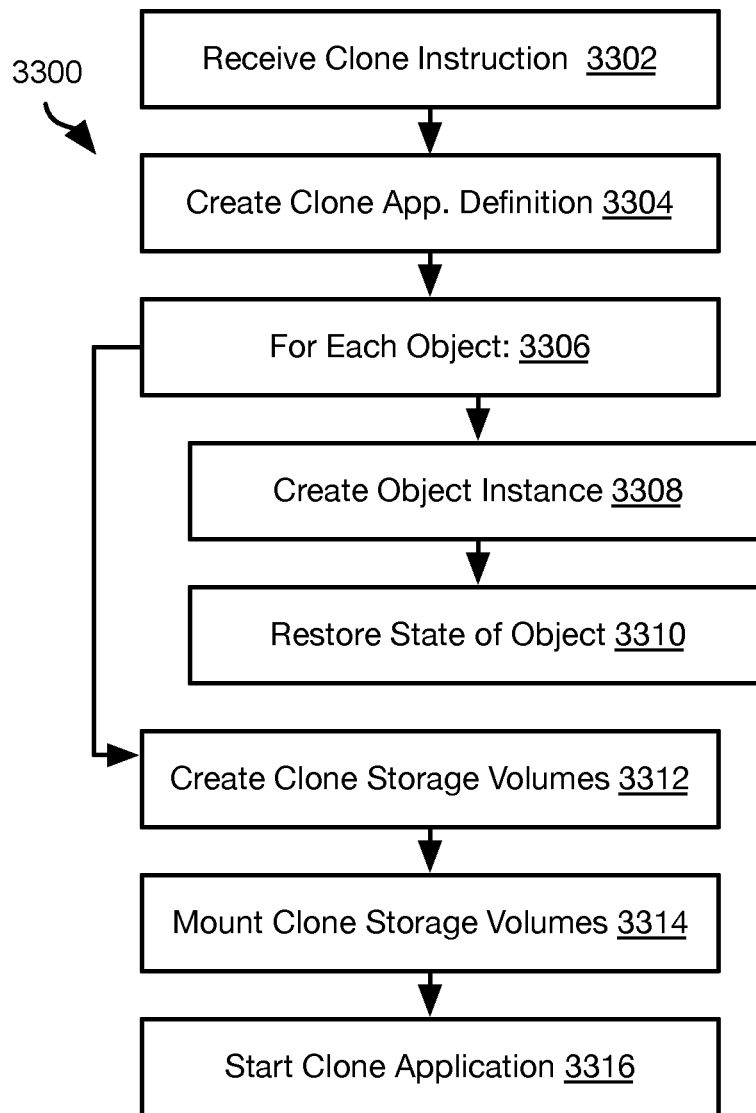 Receive Clone Instruction 3302
3300
Create Clone App. Definition 3304
For Each Object: 3306
Create Object Instance 3308
Restore State of Object 3310
Create Clone Storage Volumes 3312
Mount Clone Storage Volumes 3314
Start Clone Application 3316